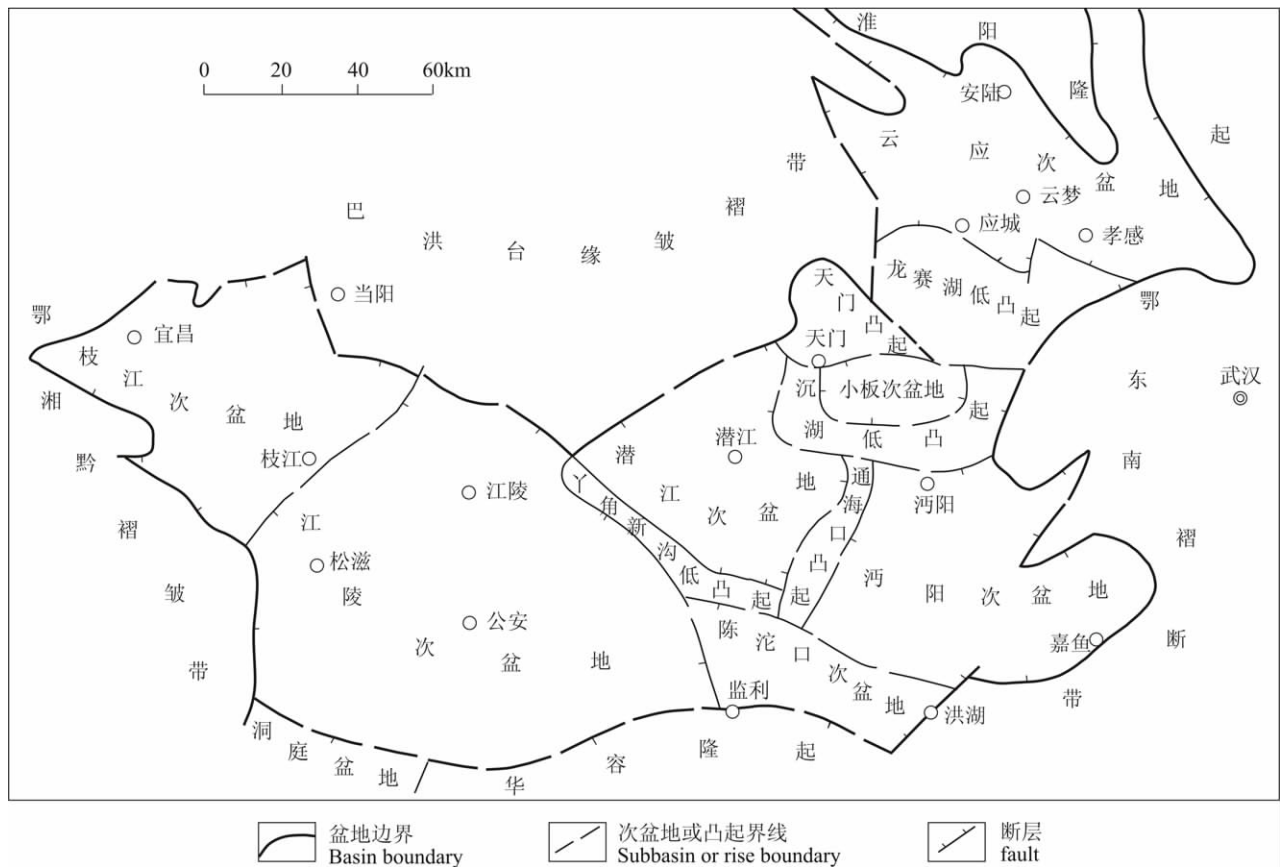 0 20 40 60km
淮阳隆起
安陆
云应次盆地
云梦
应城
孝感
巴洪台缘褶皱带
龙赛湖低凸起
当阳
天门凸起
天门
鄂湘黔褶皱带
宜昌
枝江次盆地
枝江
小板次盆地
沉湖低凸起
鄂东南褶断带
武汉
潜江
潜江次盆地
通海口凸起
沔阳
丫角新沟低凸起
江陵
江陵次盆地
松滋
公安
沔阳次盆地
嘉鱼
陈沱口次盆地
监利
洪湖
洞庭盆地
华容隆起
盆地边界
Basin boundary
次盆地或凸起界线
Subbasin or rise boundary
断层
fault